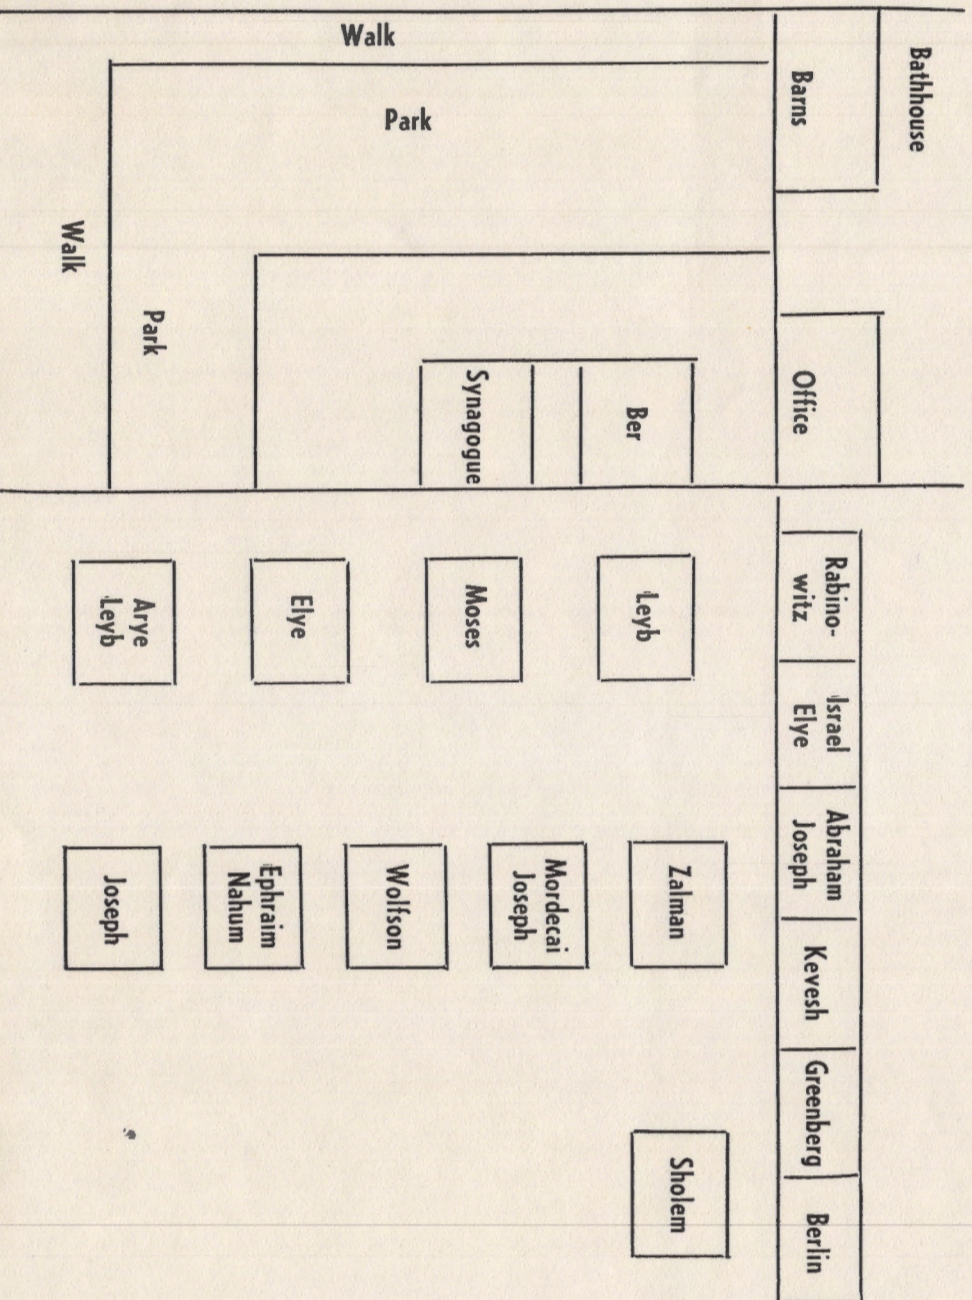 Walk
Park
Walk
Park
Barns
Bathhouse
Office
Synagogue
Ber
Rabino-
witz
Israel
Elye
Abraham
Joseph
Kevesh
Greenberg
Berlin
Leyb
Moses
Elye
Arye
Leyb
Zalman
Mordecai
Joseph
Wolfson
Ephraim
Nahum
Joseph
Sholem